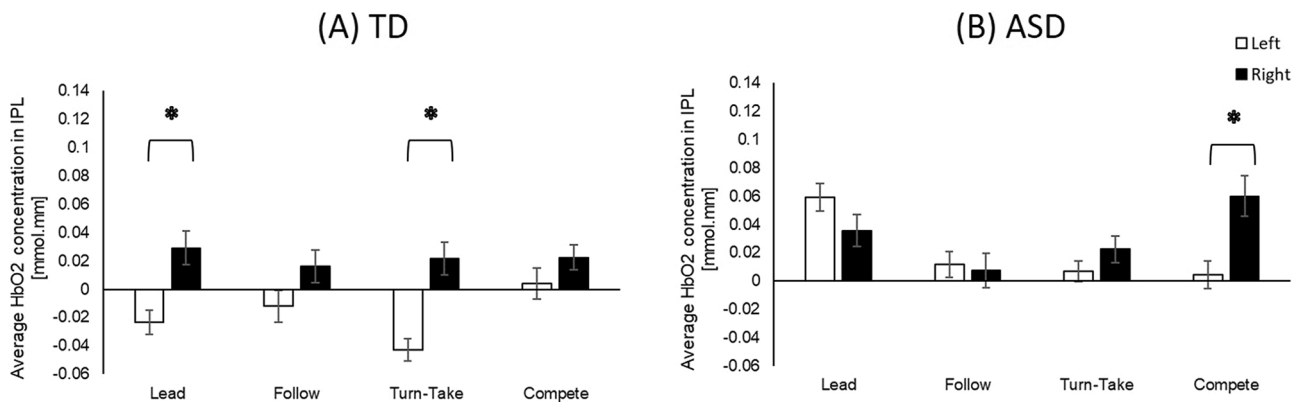 (A) TD
Average HbO2 concentration in IPL
[mmol.mm]
0.14
0.12
0.1
0.08
0.06
0.04
0.02
0
-0.02
-0.04
-0.06
*
*
Lead Follow Turn-Take Compete
(B) ASD
Left
Right
Average HbO2 concentration in IPL
[mmol.mm]
0.14
0.12
0.1
0.08
0.06
0.04
0.02
0
-0.02
-0.04
-0.06
*
Lead Follow Turn-Take Compete